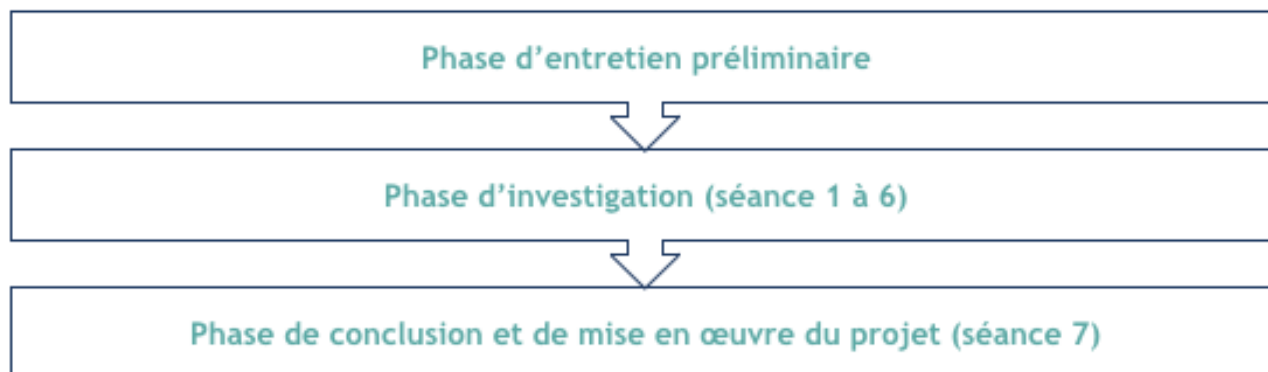 Phase d’entretien préliminaire
Phase d’investigation (séance 1 à 6)
Phase de conclusion et de mise en œuvre du projet (séance 7)